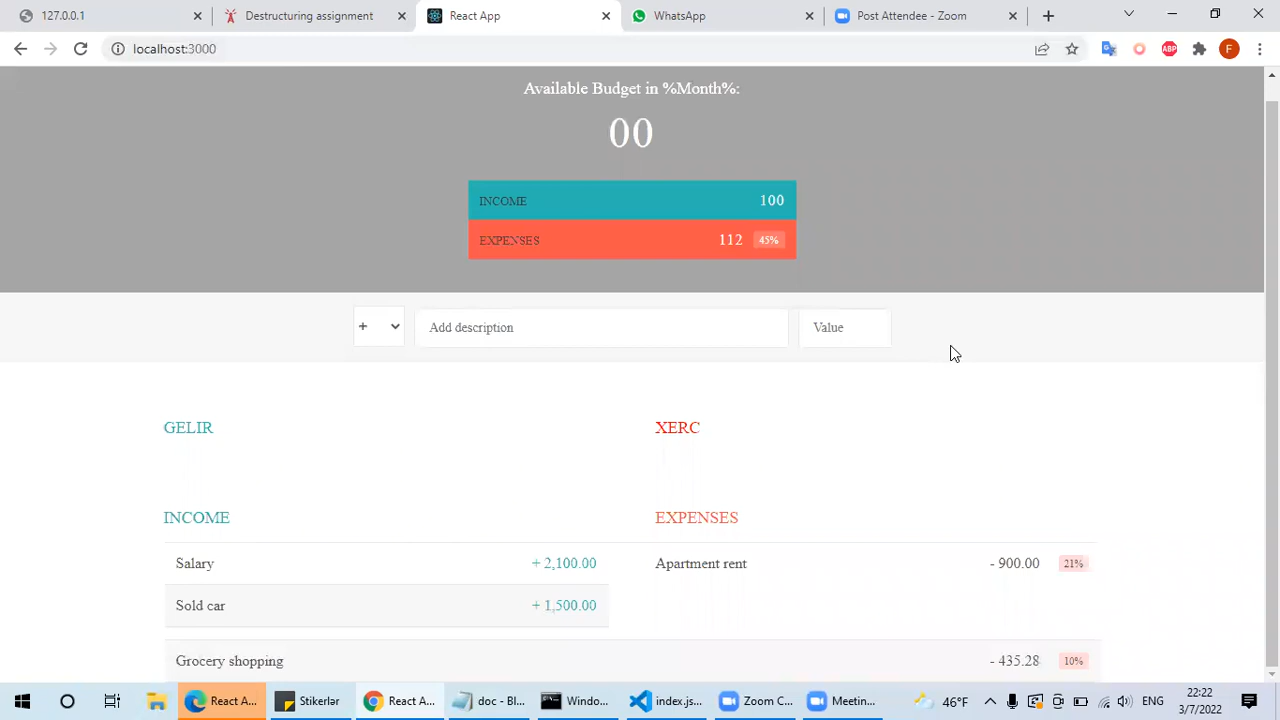 127.0.0.1
Destructuring assignment
React App
WhatsApp
Post Attendee - Zoom
localhost:3000
ABP
F
Available Budget in %Month%:
00
INCOME 100
EXPENSES 112 45%
+ Add description Value
GELIR XERC
INCOME EXPENSES
Salary + 2,100.00 Apartment rent - 900.00 21%
Sold car + 1,500.00
Grocery shopping - 435.28 10%
React A... Stikerlər React A... doc - Bl... Windo... index.js... Zoom C... Meetin... 46°F ENG 22:22
3/7/2022